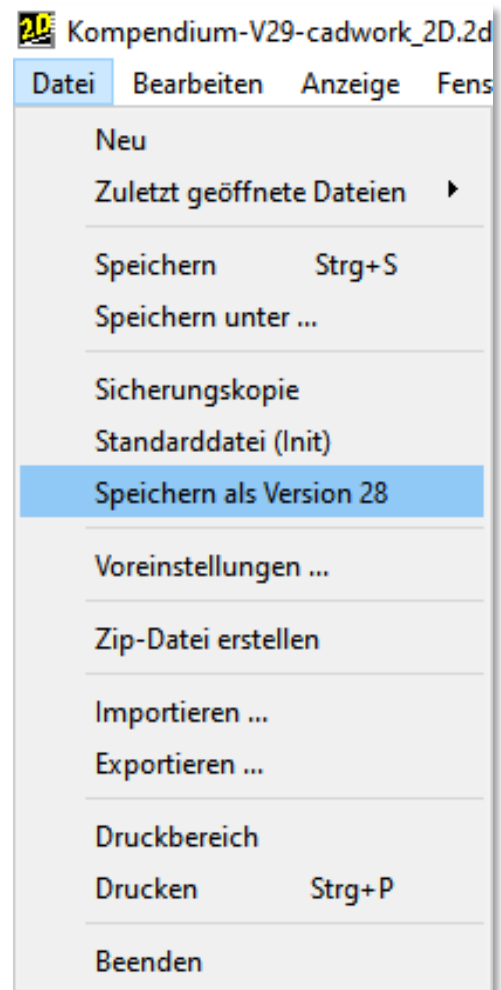 2D Kompendium-V29-cadwork_2D.2d
Datei Bearbeiten Anzeige Fens
Neu
Zuletzt geöffnete Dateien
Speichern Strg+S
Speichern unter ...
Sicherungskopie
Standarddatei (Init)
Speichern als Version 28
Voreinstellungen ...
Zip-Datei erstellen
Importieren ...
Exportieren ...
Druckbereich
Drucken Strg+P
Beenden